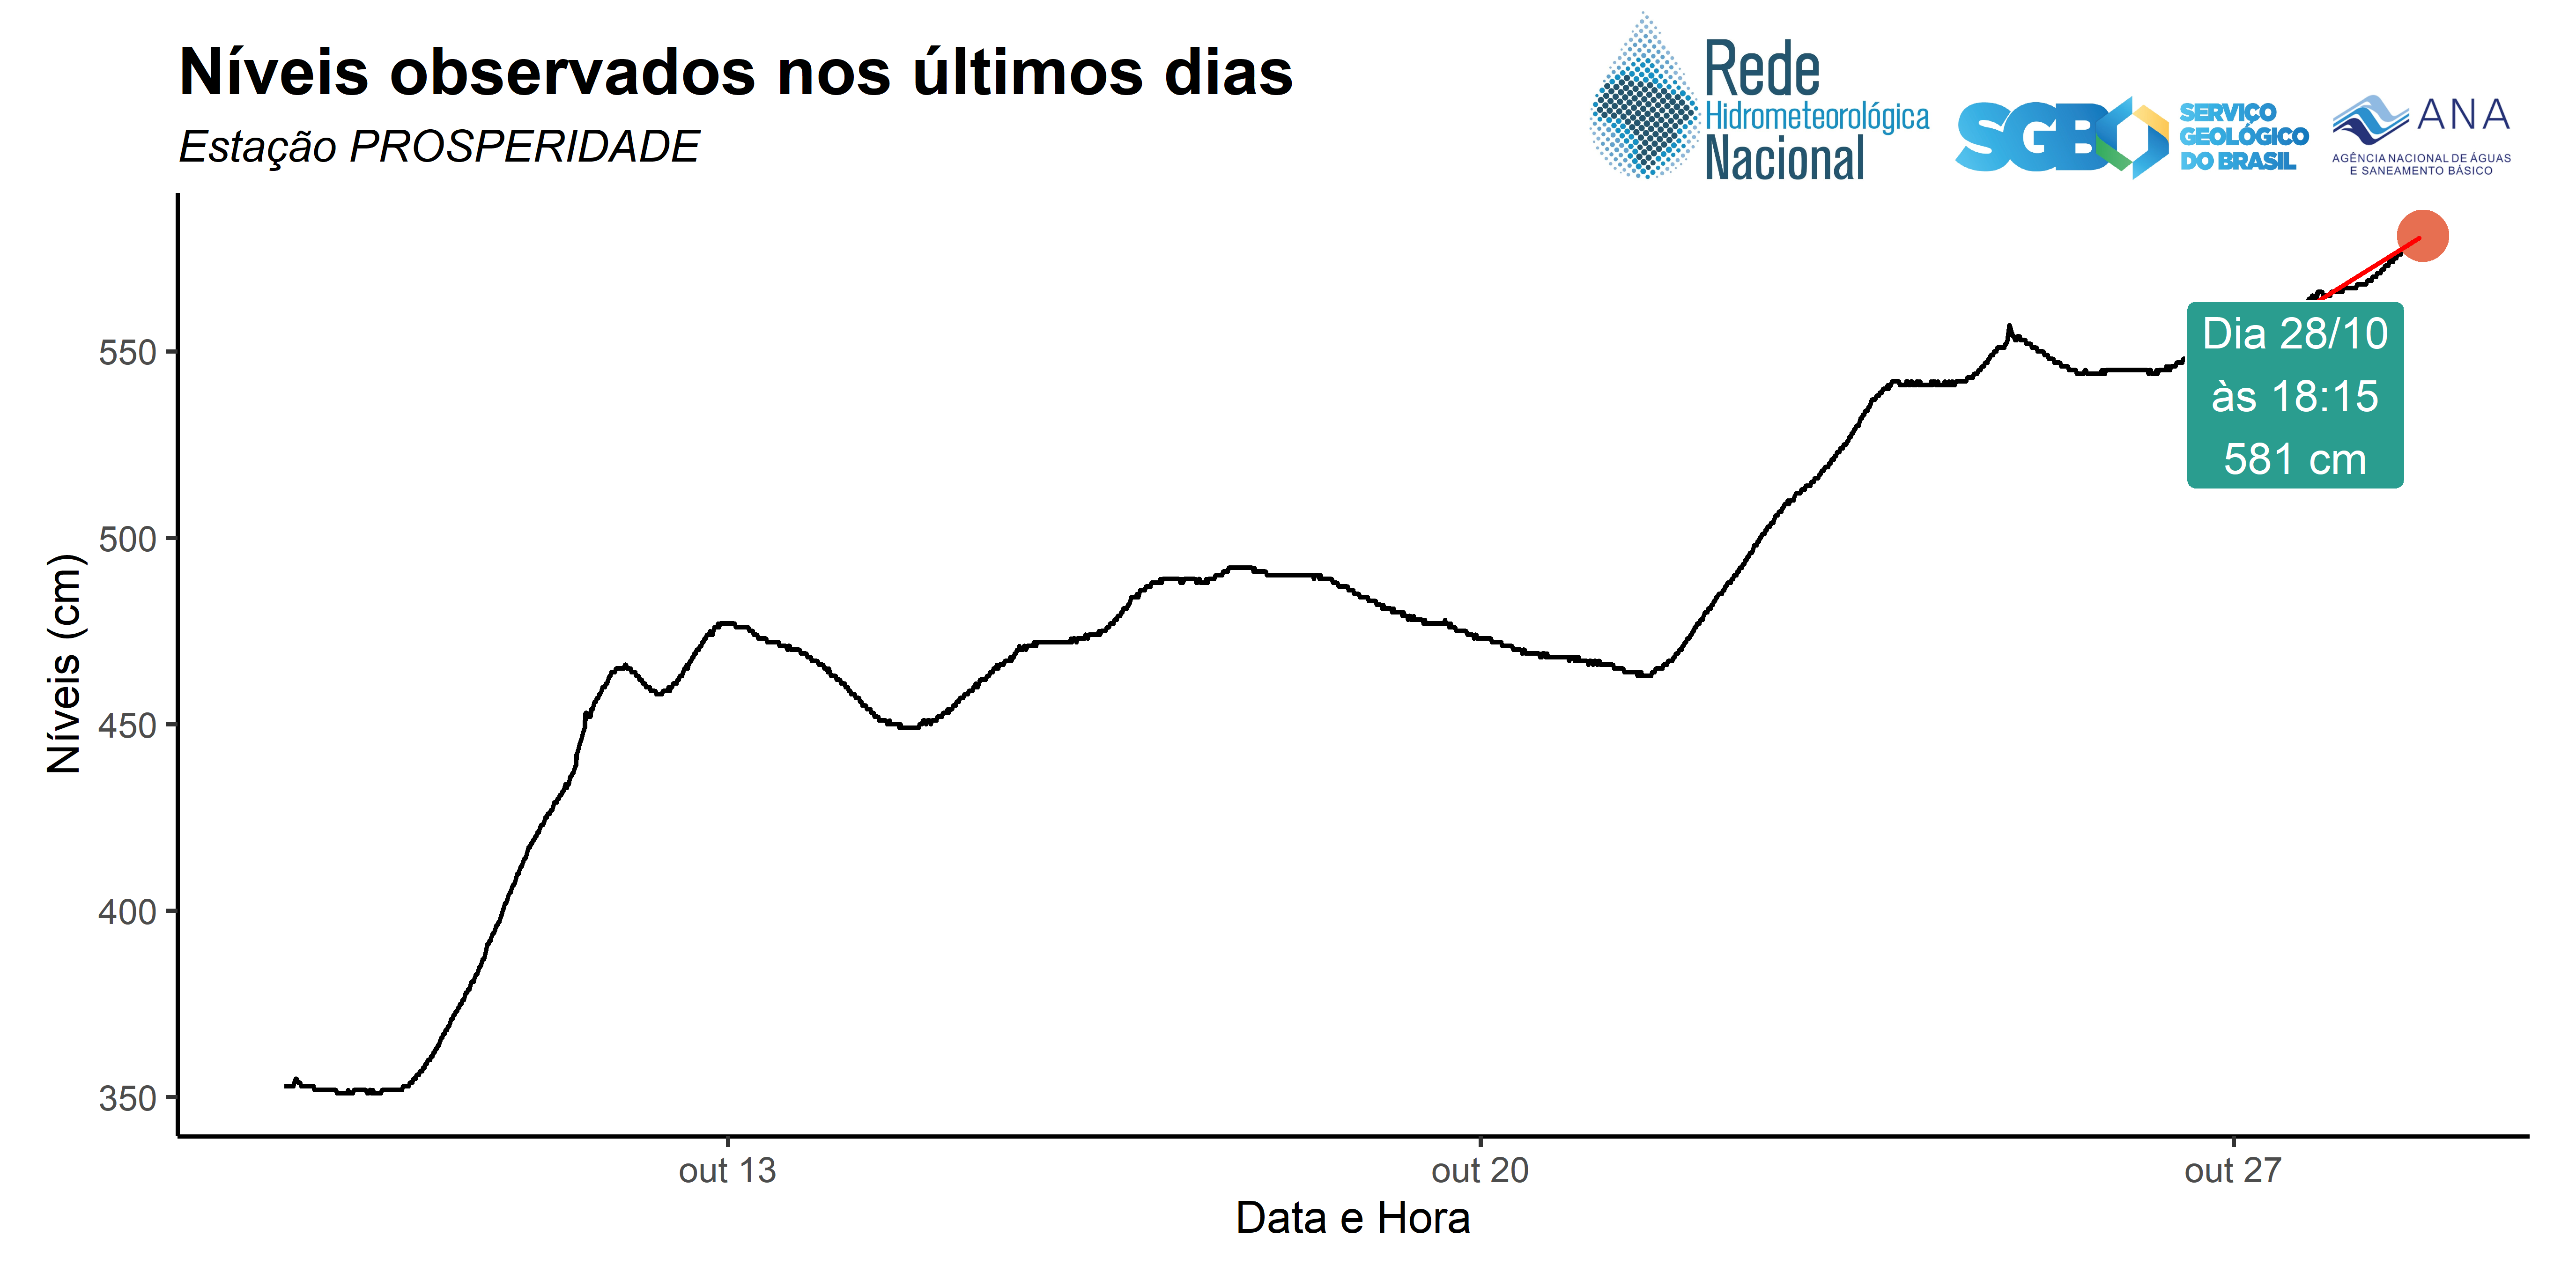 Níveis observados nos últimos dias
Estação PROSPERIDADE
Rede
Hidrometeorológica
Nacional
SGB
SERVIÇO
GEOLÓGICO
DO BRASIL
ANA
AGÊNCIA NACIONAL DE ÁGUAS
E SANEAMENTO BÁSICO
Níveis (cm)
550
500
450
400
350
Dia 28/10
às 18:15
581 cm
out 13
out 20
out 27
Data e Hora